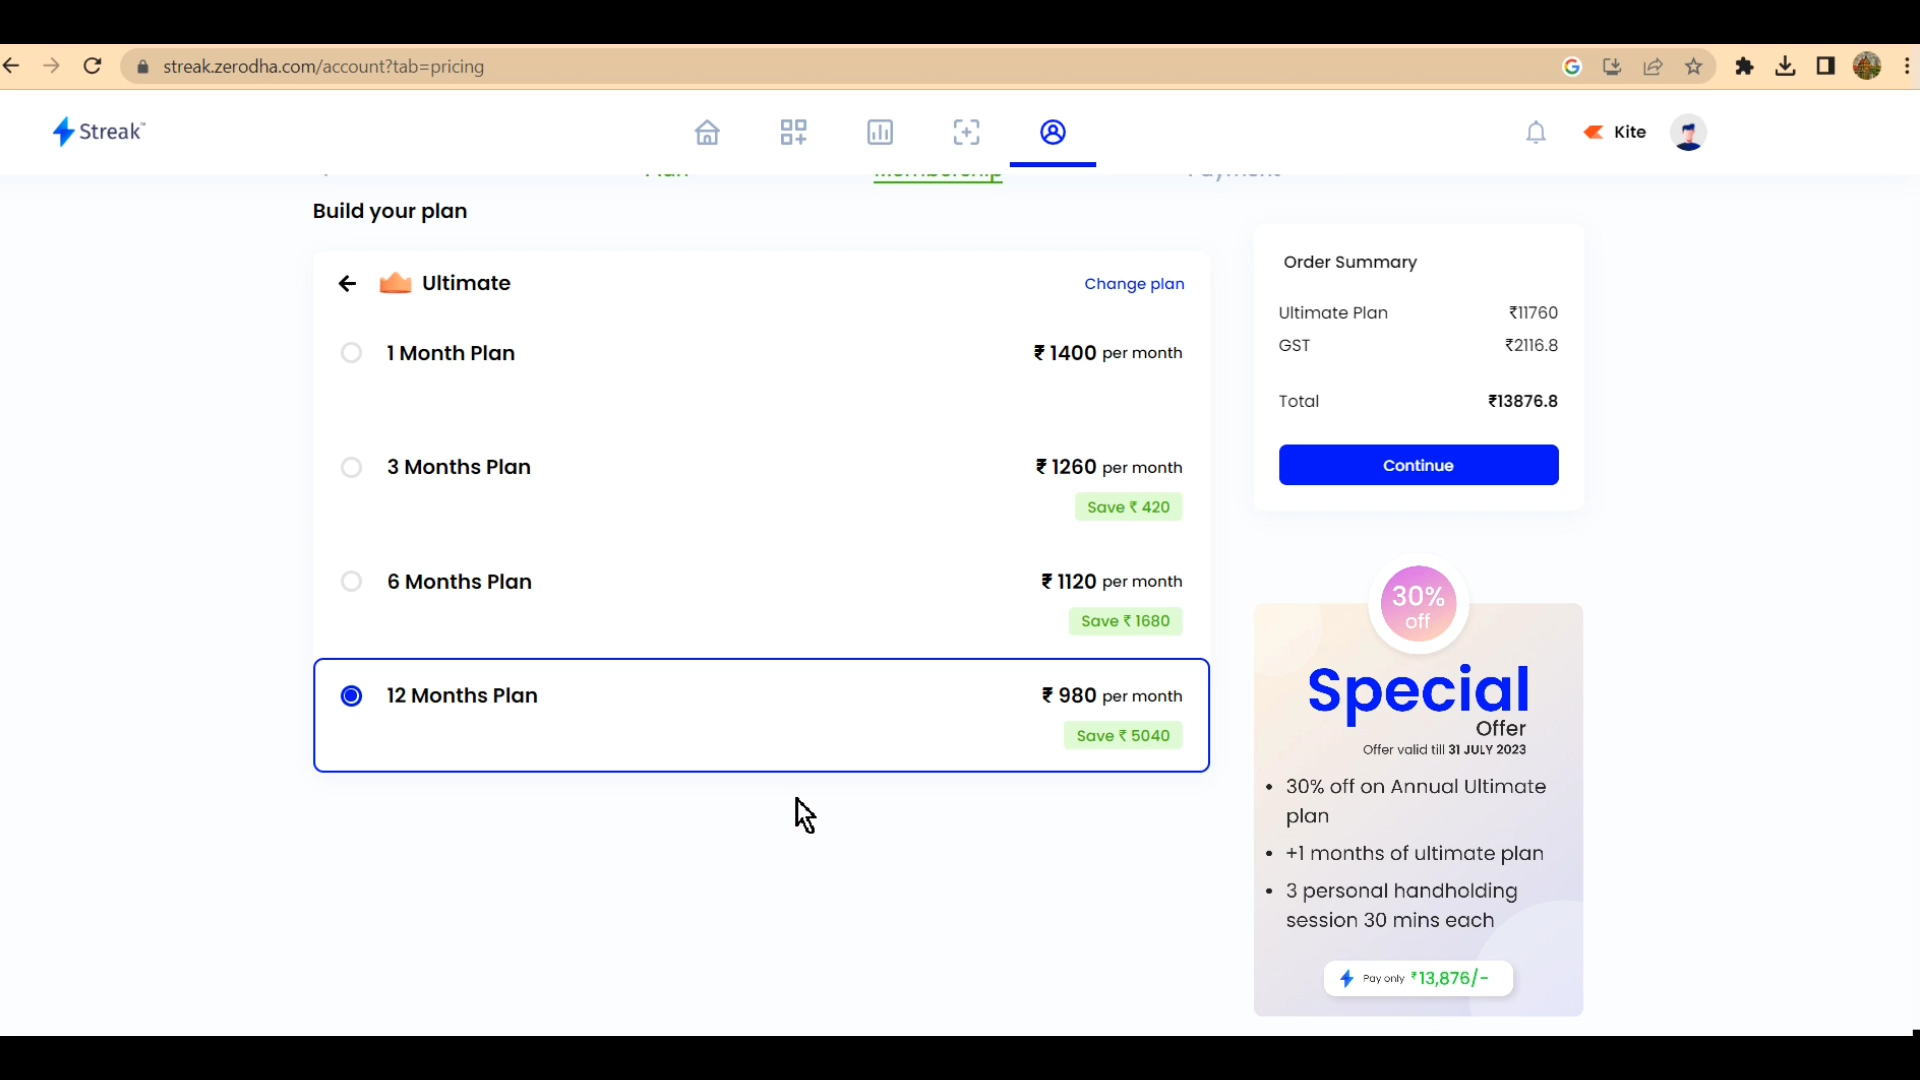 streak.zerodha.com/account?tab=pricing
Streak™
Kite
Plan Membership Payment
Build your plan
Ultimate
Change plan
1 Month Plan
₹ 1400 per month
3 Months Plan
₹ 1260 per month
Save ₹ 420
6 Months Plan
₹ 1120 per month
Save ₹ 1680
12 Months Plan
₹ 980 per month
Save ₹ 5040
Order Summary
Ultimate Plan ₹11760
GST ₹2116.8
Total ₹13876.8
Continue
30%
off
Special
Offer
Offer valid till 31 JULY 2023
• 30% off on Annual Ultimate
plan
• +1 months of ultimate plan
• 3 personal handholding
session 30 mins each
Pay only ₹13,876/-